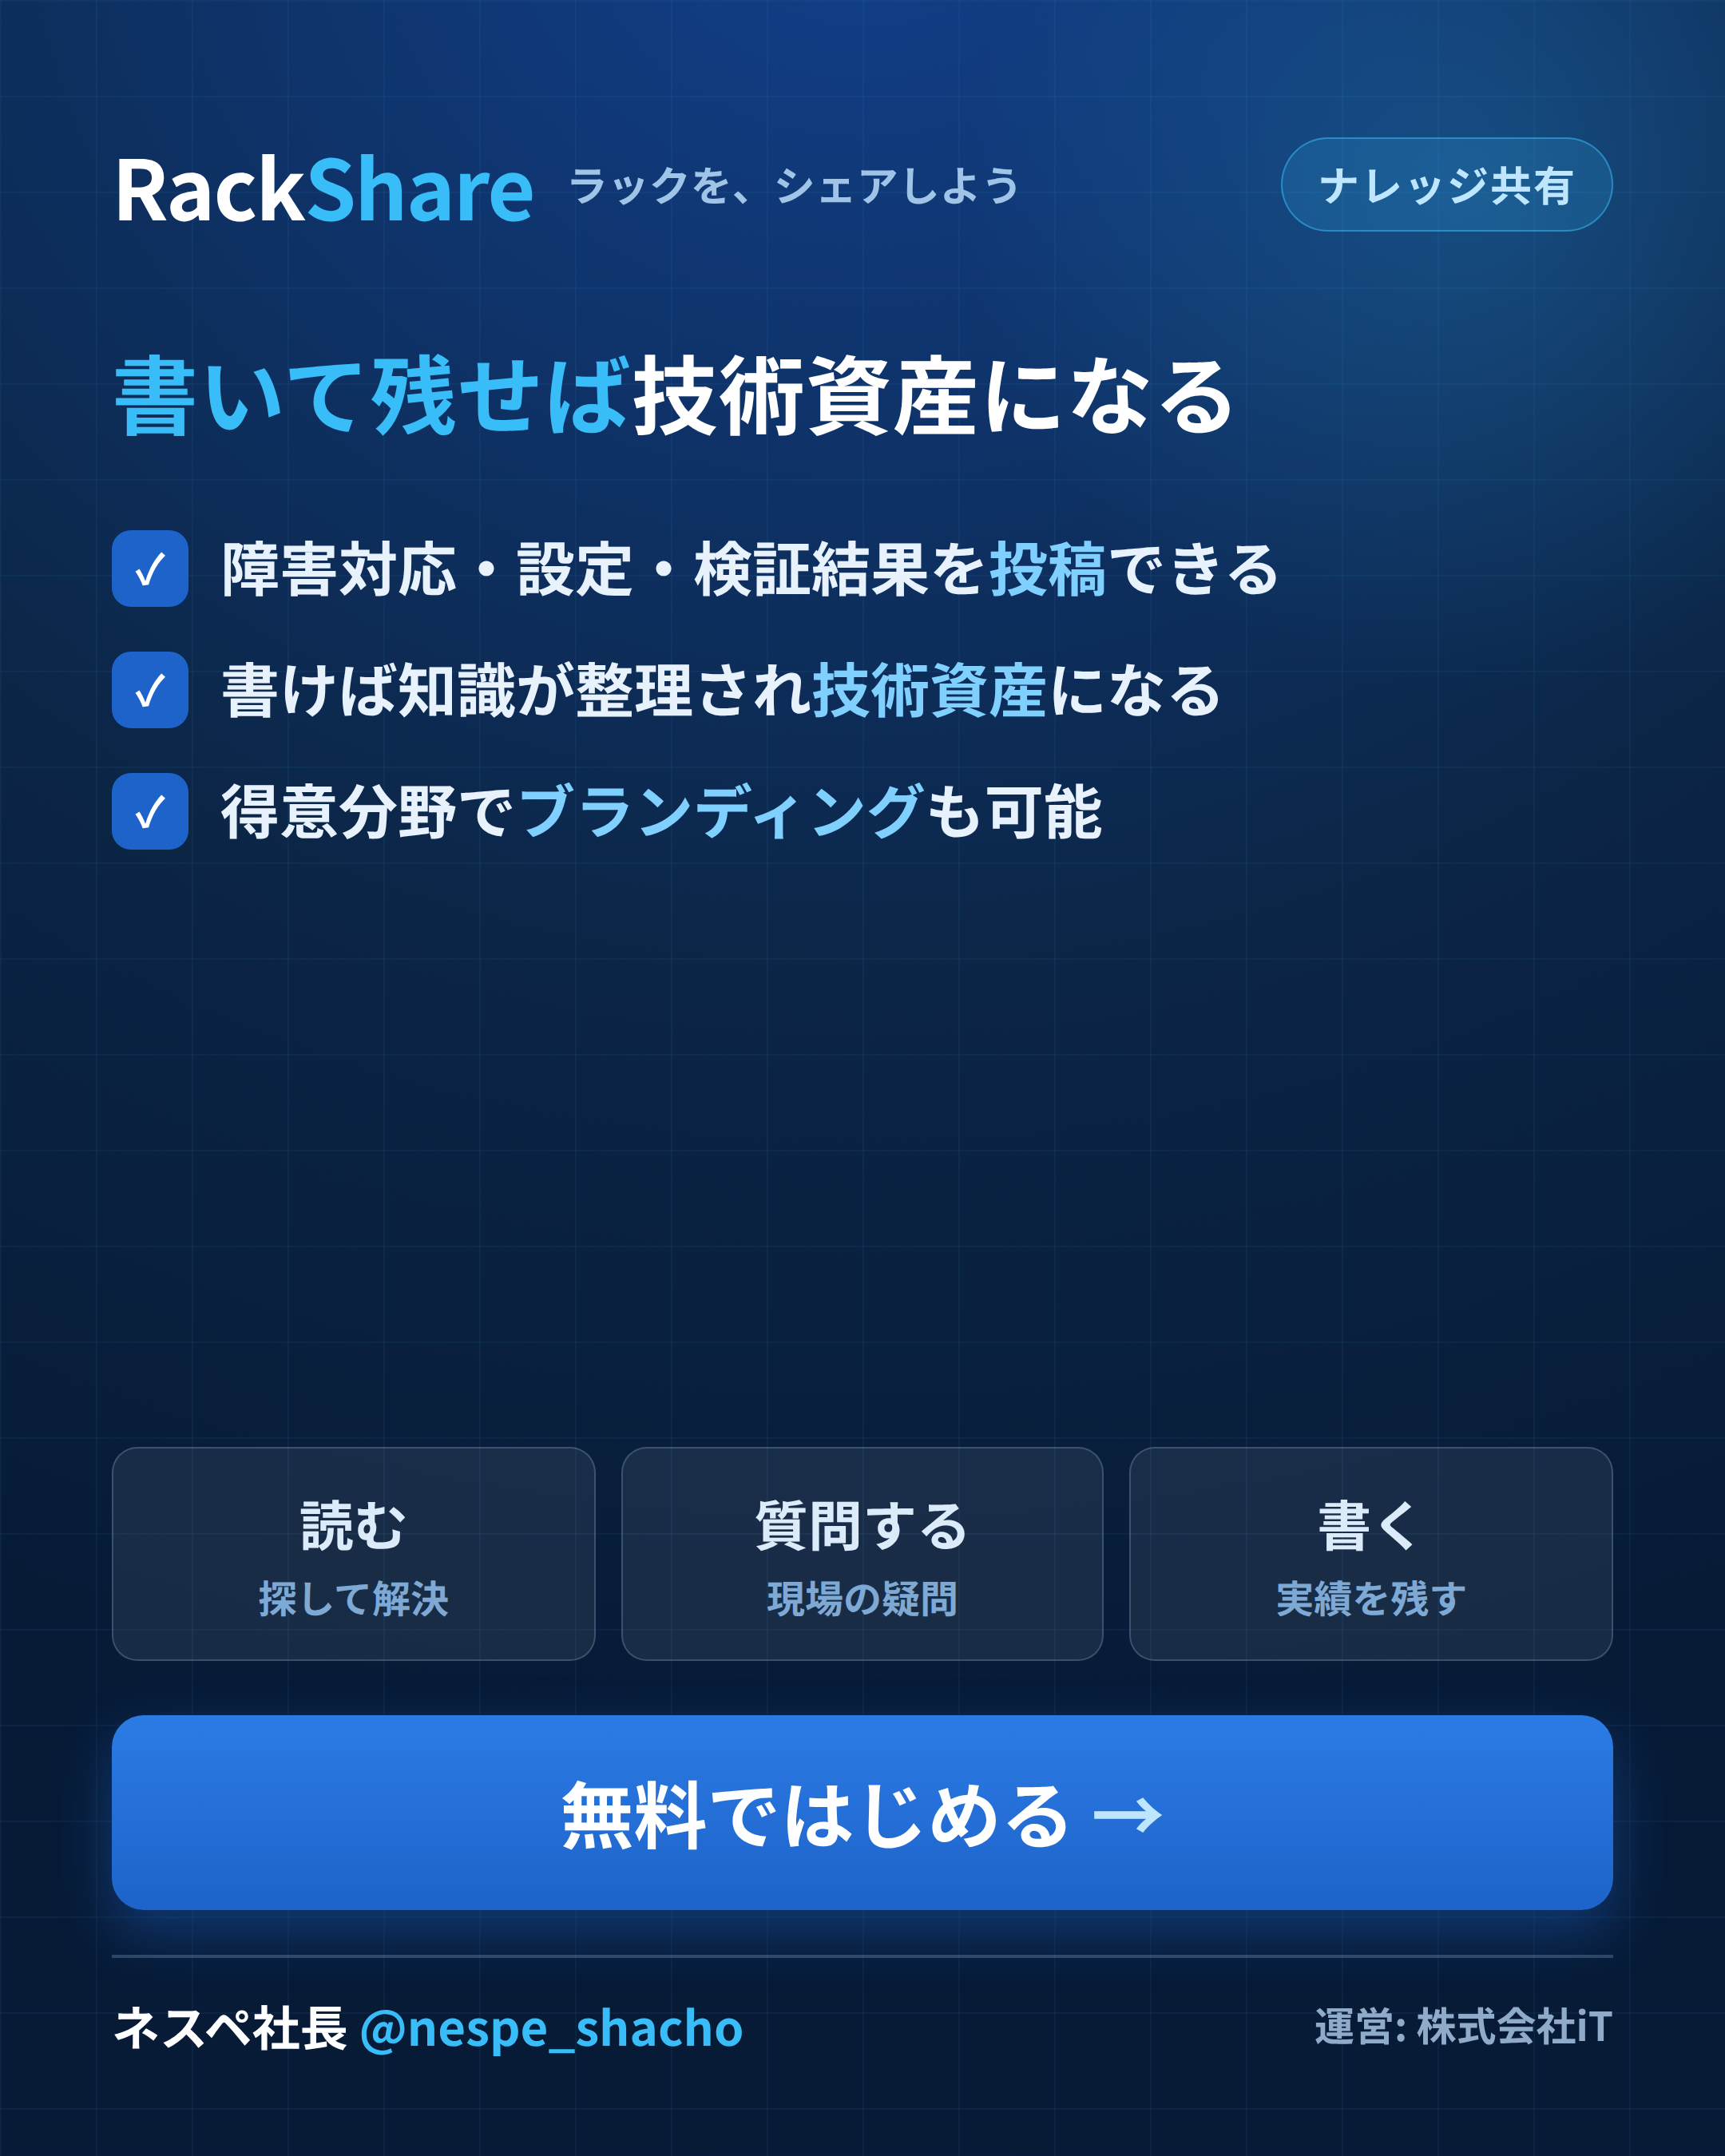 RackShare ラックを、シェアしよう ナレッジ共有
書いて残せば技術資産になる
✓ 障害対応・設定・検証結果を投稿できる
✓ 書けば知識が整理され技術資産になる
✓ 得意分野でブランディングも可能
読む
探して解決
質問する
現場の疑問
書く
実績を残す
無料ではじめる →
ネスペ社長 @nespe_shacho
運営: 株式会社iT